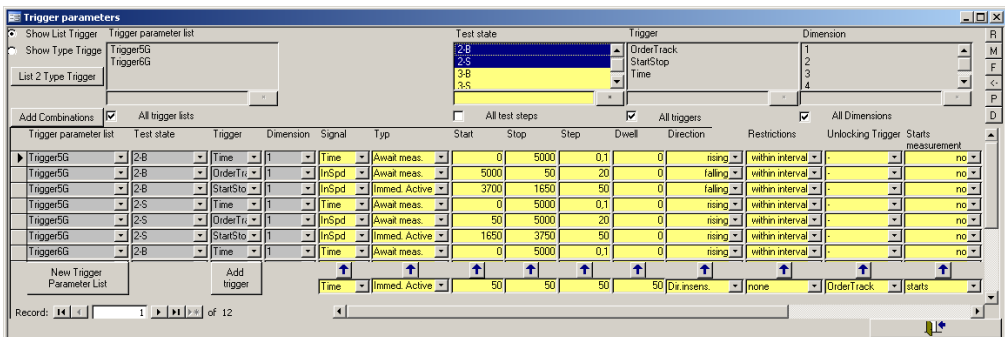 Trigger parameters
Show List Trigger Trigger parameter list Test state Trigger Dimension R
Show Type Trigge Trigger5G 2-B OrderTrack 1 M
Trigger6G 2-S StartStop 2 F
List 2 Type Trigger 3-B Time 3 <-
3-S 4 P
Add Combinations All trigger lists All test steps All triggers All Dimensions D
Trigger parameter list Test state Trigger Dimension Signal Typ Start Stop Step Dwell Direction Restrictions Unlocking Trigger Starts measurement
Trigger5G 2-B Time 1 Time Await meas. 0 5000 0,1 0 rising within interval - no
Trigger5G 2-B OrderTra 1 InSpd Await meas. 5000 50 20 0 falling within interval - no
Trigger5G 2-B StartSto 1 InSpd Immed. Active 3700 1650 50 0 falling within interval - no
Trigger5G 2-S Time 1 Time Await meas. 0 5000 0,1 0 rising within interval - no
Trigger5G 2-S OrderTra 1 InSpd Await meas. 50 5000 20 0 rising within interval - no
Trigger5G 2-S StartSto 1 InSpd Immed. Active 1650 3750 50 0 rising within interval - no
Trigger6G 2-B Time 1 Time Await meas. 0 5000 0,1 0 rising within interval - no
New Trigger Parameter List Add trigger
Time Immed. Active 50 50 50 50 Dir.insens. none OrderTrack starts
Record: 1 of 12